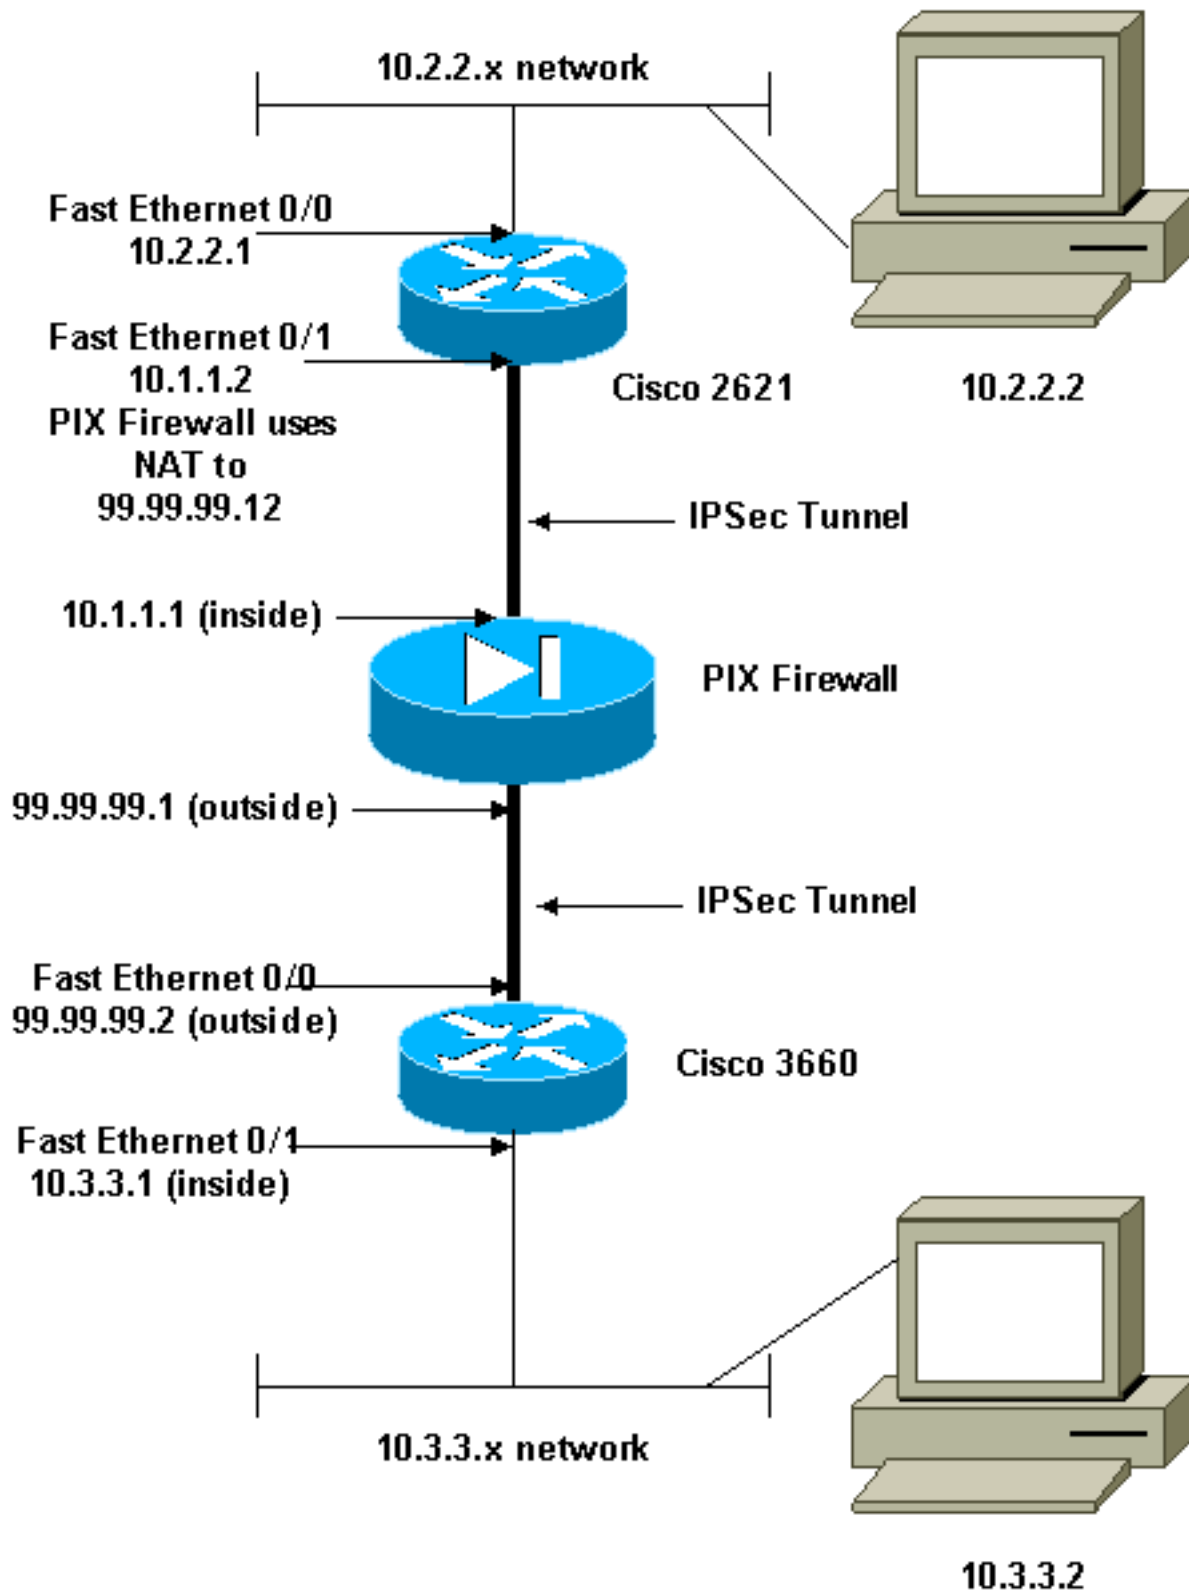 10.2.2.x network
Fast Ethernet 0/0
10.2.2.1
Fast Ethernet 0/1
10.1.1.2
PIX Firewall uses
NAT to
99.99.99.12
Cisco 2621
10.2.2.2
IPSec Tunnel
10.1.1.1 (inside)
PIX Firewall
99.99.99.1 (outside)
IPSec Tunnel
Fast Ethernet 0/0
99.99.99.2 (outside)
Cisco 3660
Fast Ethernet 0/1
10.3.3.1 (inside)
10.3.3.x network
10.3.3.2